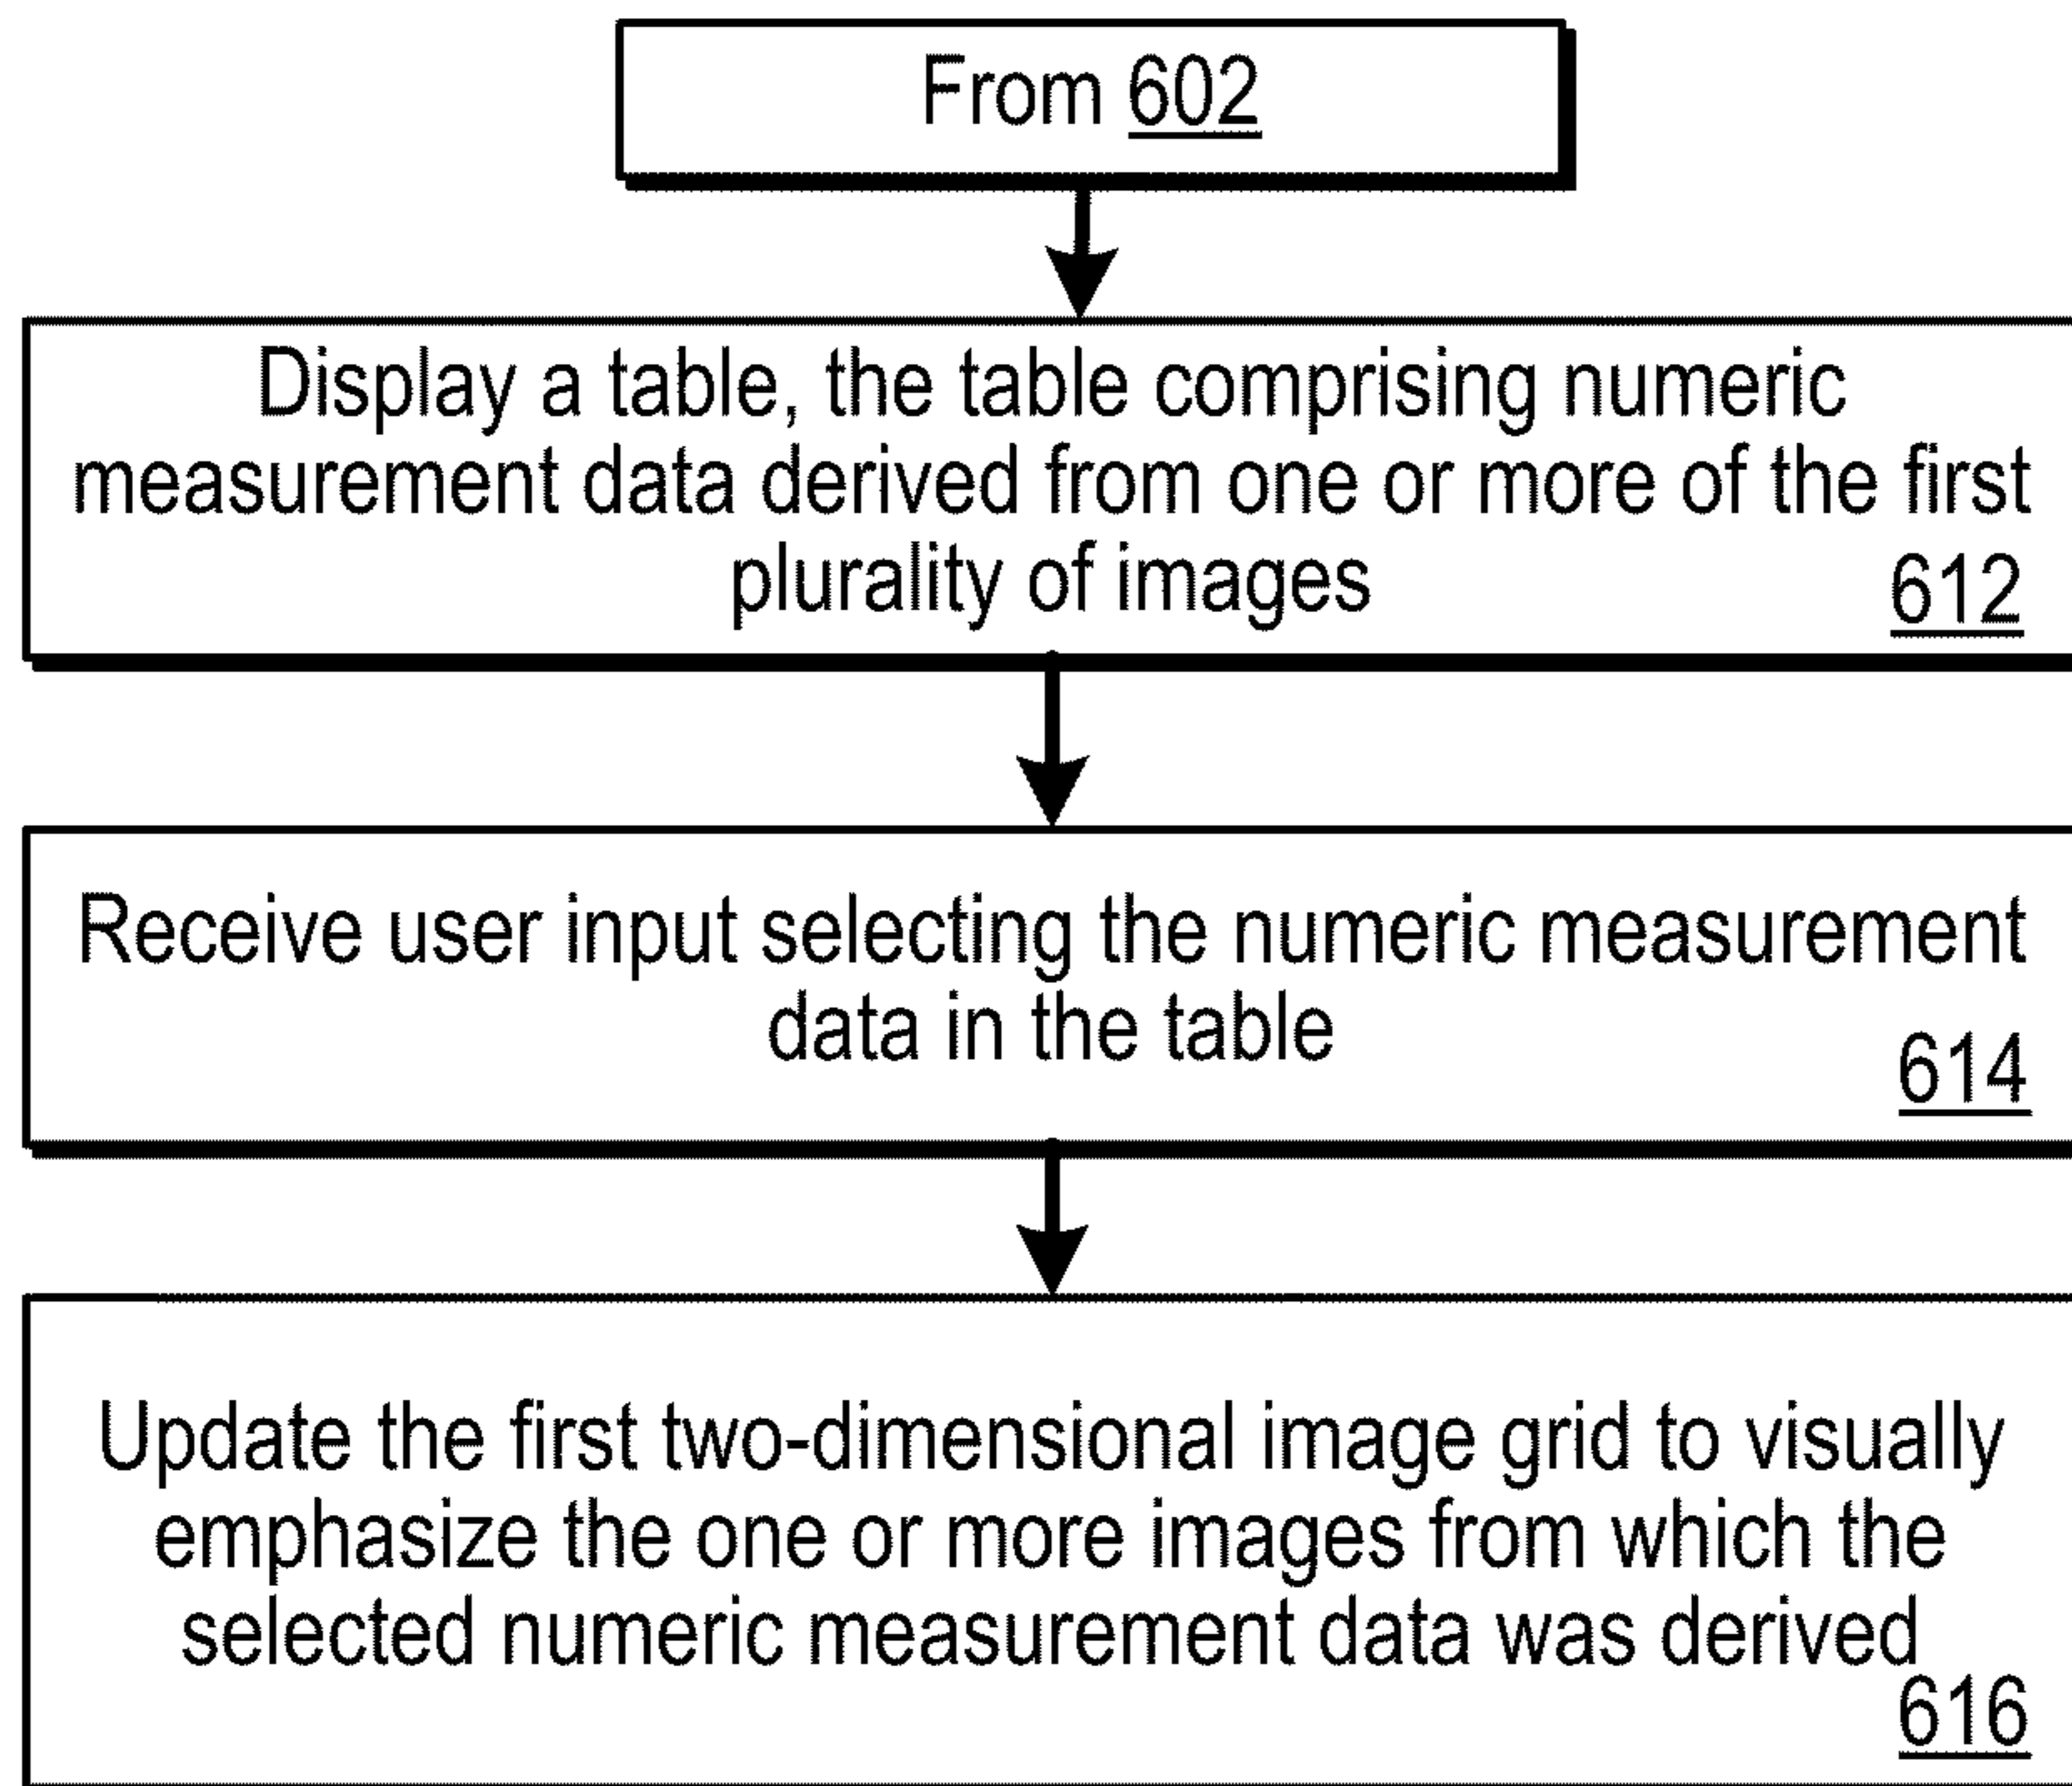 From 602
Display a table, the table comprising numeric
measurement data derived from one or more of the first
plurality of images
612
Receive user input selecting the numeric measurement
data in the table
614
Update the first two-dimensional image grid to visually
emphasize the one or more images from which the
selected numeric measurement data was derived
616